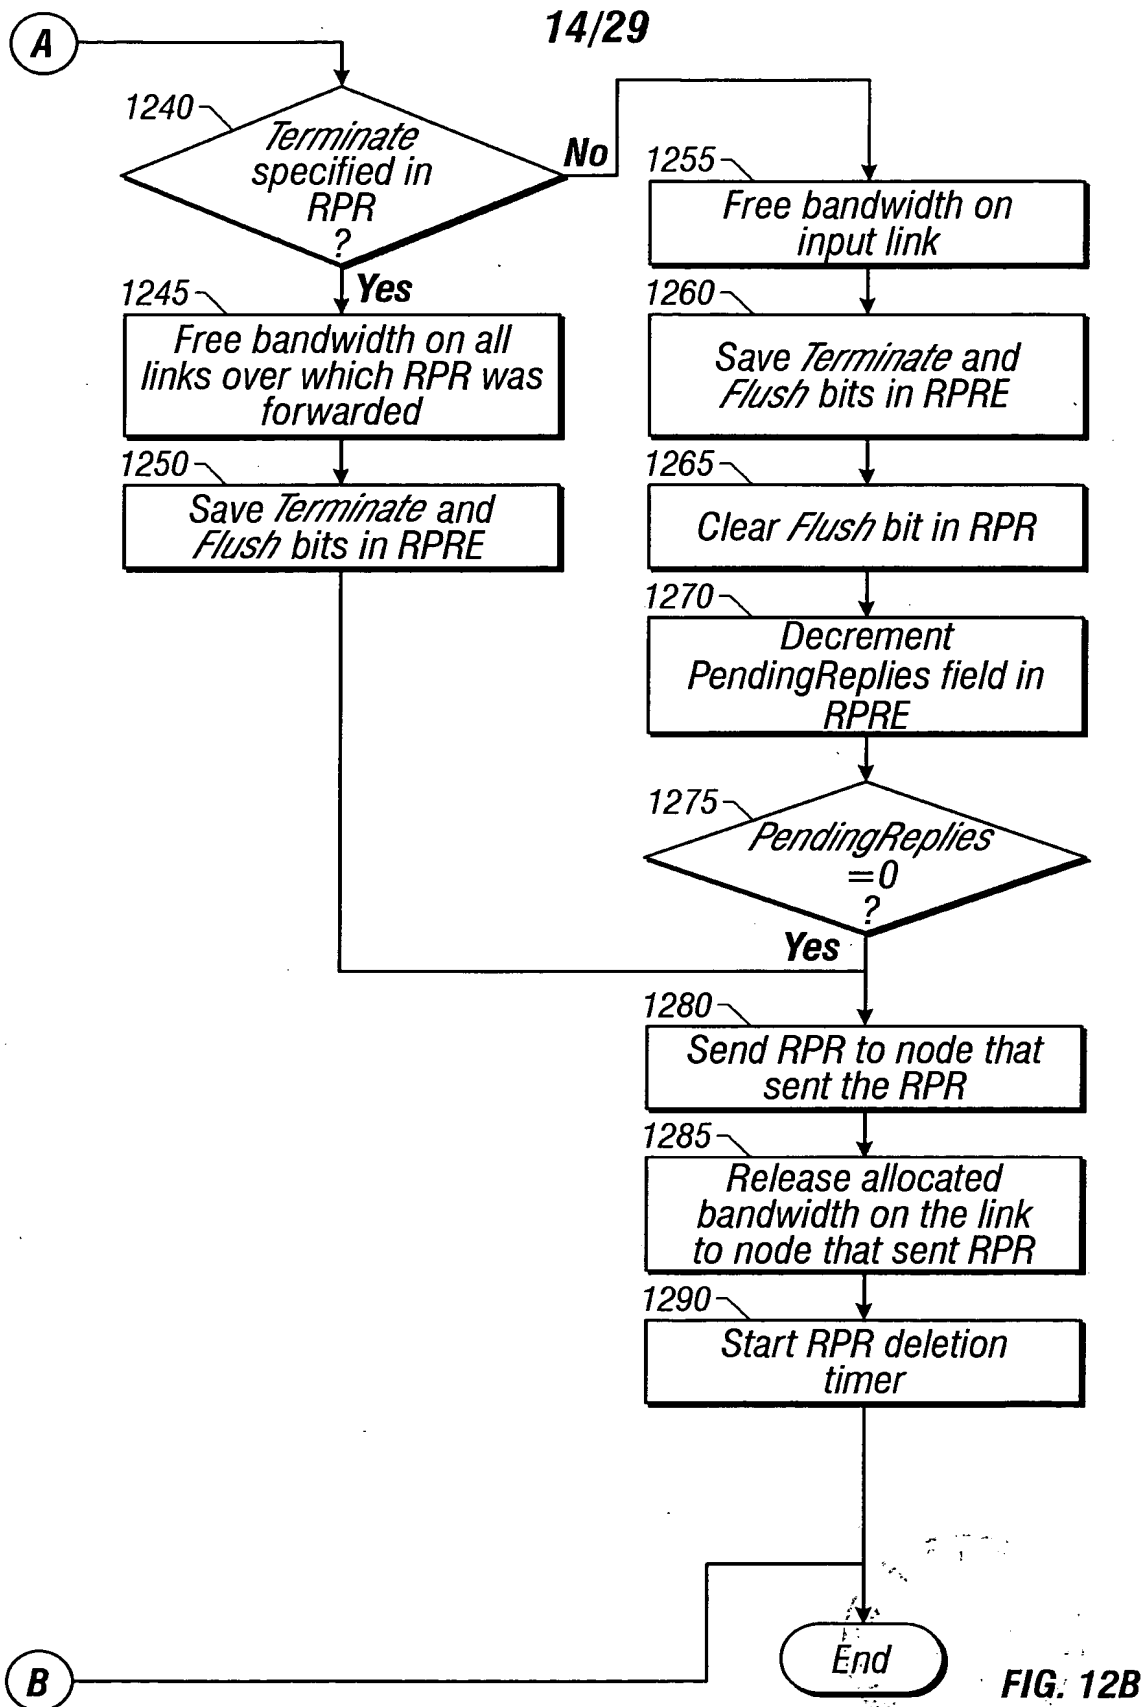 14/29
A
1240
Terminate
specified in
RPR
?
No
Yes
1245
Free bandwidth on all
links over which RPR was
forwarded
1250
Save Terminate and
Flush bits in RPRE
1255
Free bandwidth on
input link
1260
Save Terminate and
Flush bits in RPRE
1265
Clear Flush bit in RPR
1270
Decrement
PendingReplies field in
RPRE
1275
PendingReplies
=0
?
Yes
1280
Send RPR to node that
sent the RPR
1285
Release allocated
bandwidth on the link
to node that sent RPR
1290
Start RPR deletion
timer
End
B
FIG. 12B